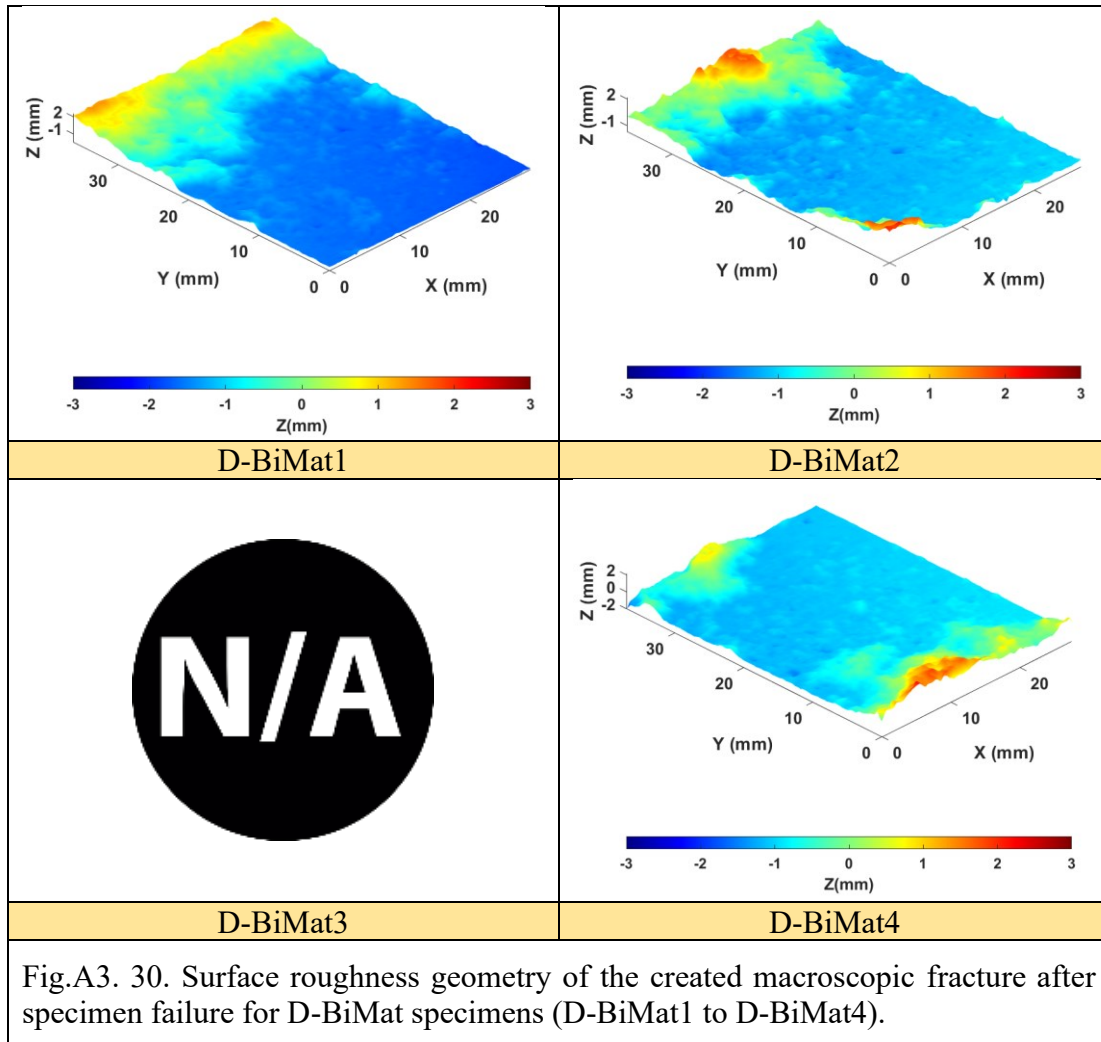 Z (mm)
2
-1
30
20
10
0
0
10
20
Y (mm)
X (mm)
-3 -2 -1 0 1 2 3
Z(mm)
D-BiMat1
Z (mm)
2
-1
30
20
10
0
0
10
20
Y (mm)
X (mm)
-3 -2 -1 0 1 2 3
Z(mm)
D-BiMat2
N/A
D-BiMat3
Z (mm)
2
0
-2
30
20
10
0
0
10
20
Y (mm)
X (mm)
-3 -2 -1 0 1 2 3
Z(mm)
D-BiMat4
Fig.A3. 30. Surface roughness geometry of the created macroscopic fracture after
specimen failure for D-BiMat specimens (D-BiMat1 to D-BiMat4).